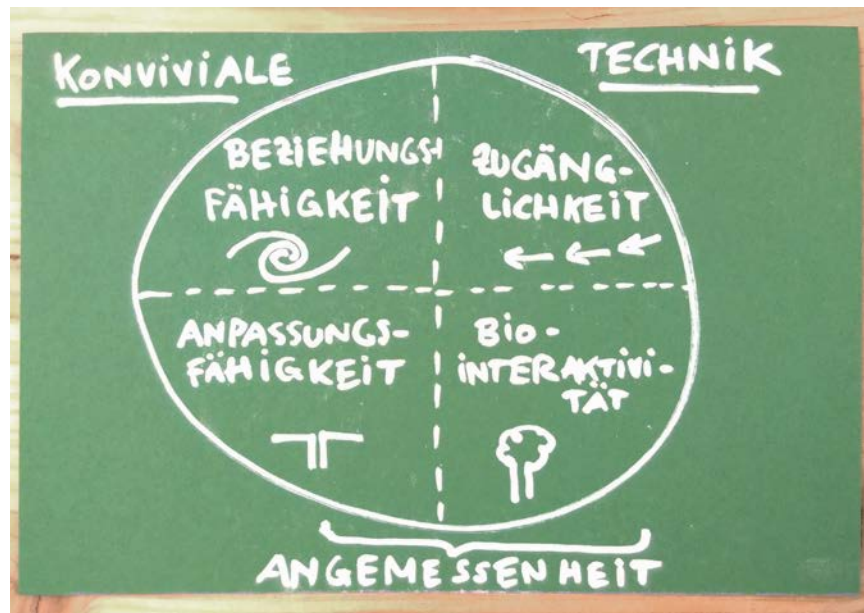 KONVIVIALE TECHNIK
BEZIEHUNGS-
FÄHIGKEIT
ZUGÄNG-
LICHKEIT
ANPASSUNGS-
FÄHIGKEIT
BIO-
INTERAKTIVI-
TÄT
ANGEMESSENHEIT